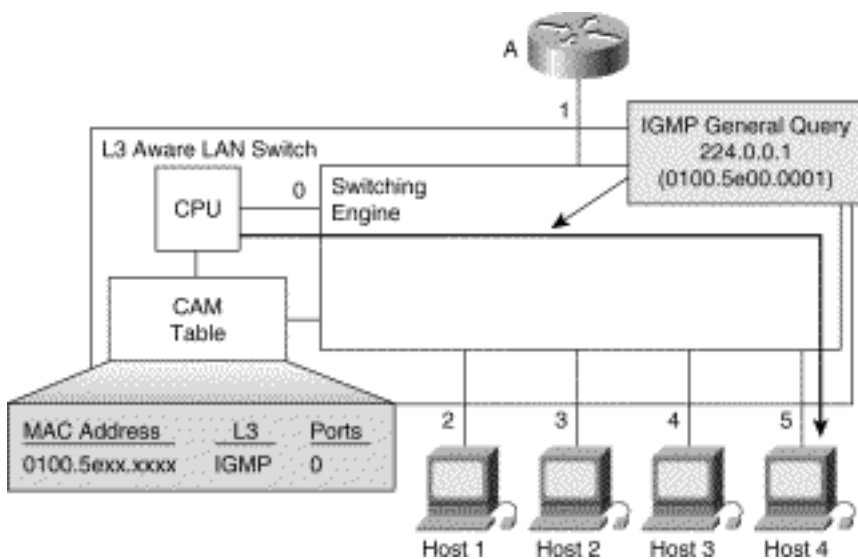 A
1
IGMP General Query
224.0.0.1
(0100.5e00.0001)
L3 Aware LAN Switch
CPU
0
Switching
Engine
CAM
Table
2
3
4
5
MAC Address L3 Ports
0100.5exx.xxxx IGMP 0
Host 1
Host 2
Host 3
Host 4